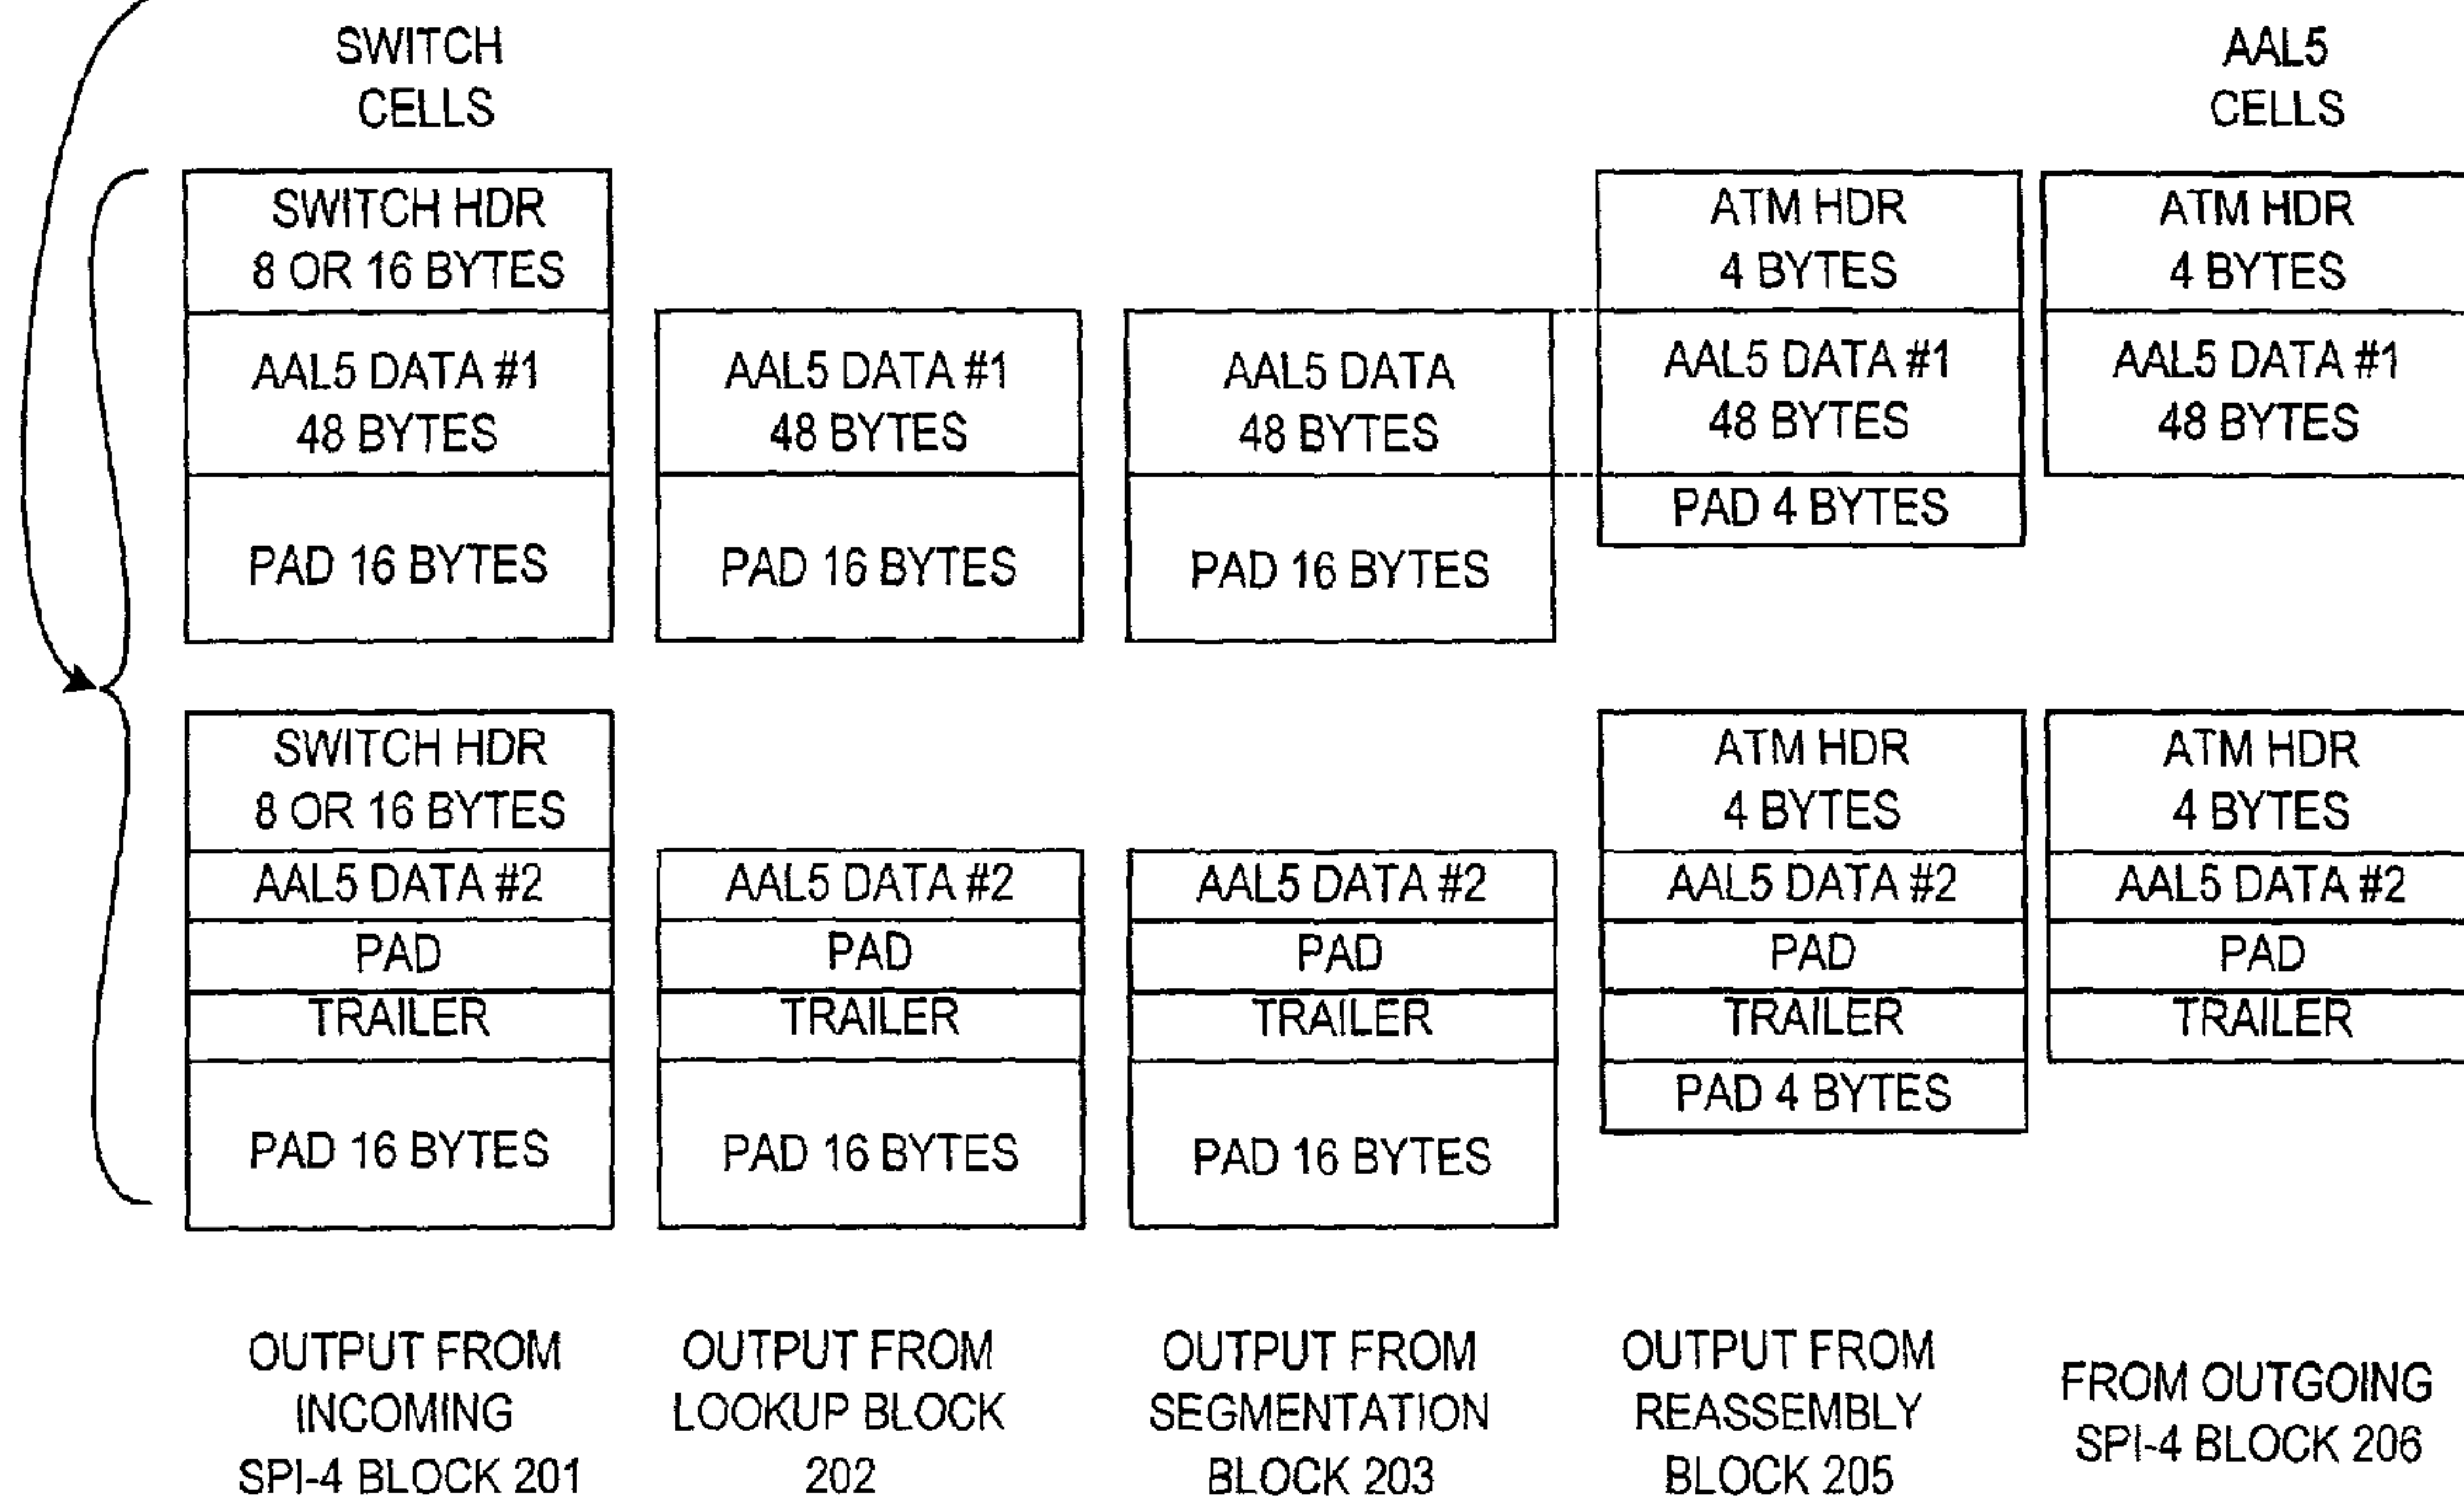 SWITCH
CELLS
AAL5
CELLS
SWITCH HDR
8 OR 16 BYTES
AAL5 DATA #1
48 BYTES
PAD 16 BYTES
AAL5 DATA #1
48 BYTES
PAD 16 BYTES
AAL5 DATA
48 BYTES
PAD 16 BYTES
ATM HDR
4 BYTES
AAL5 DATA #1
48 BYTES
PAD 4 BYTES
ATM HDR
4 BYTES
AAL5 DATA #1
48 BYTES
SWITCH HDR
8 OR 16 BYTES
AAL5 DATA #2
PAD
TRAILER
PAD 16 BYTES
AAL5 DATA #2
PAD
TRAILER
PAD 16 BYTES
AAL5 DATA #2
PAD
TRAILER
PAD 16 BYTES
ATM HDR
4 BYTES
AAL5 DATA #2
PAD
TRAILER
PAD 4 BYTES
ATM HDR
4 BYTES
AAL5 DATA #2
PAD
TRAILER
OUTPUT FROM
INCOMING
SPI-4 BLOCK 201
OUTPUT FROM
LOOKUP BLOCK
202
OUTPUT FROM
SEGMENTATION
BLOCK 203
OUTPUT FROM
REASSEMBLY
BLOCK 205
FROM OUTGOING
SPI-4 BLOCK 206